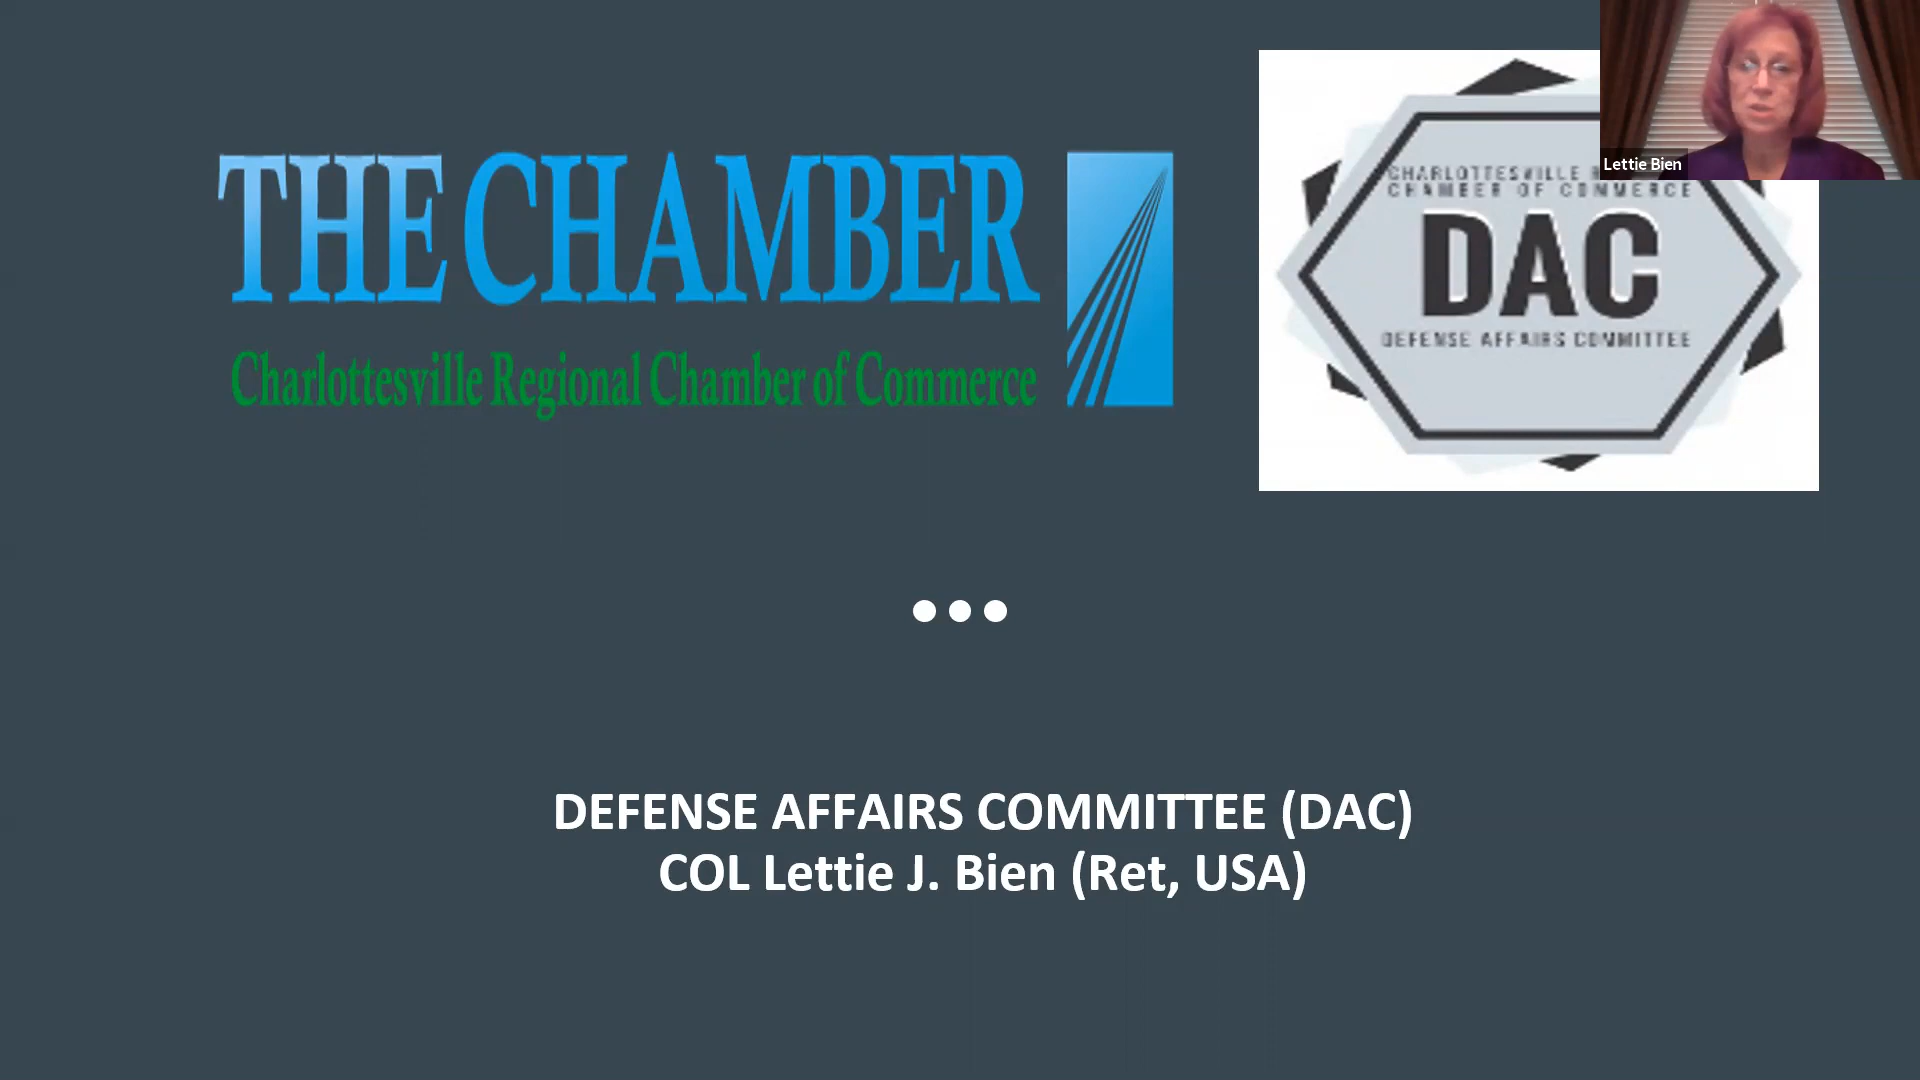 THE CHAMBER
Charlottesville Regional Chamber of Commerce
CHARLOTTESVILLE
CHAMBER OF COMMERCE
DAC
DEFENSE AFFAIRS COMMITTEE
Lettie Bien
DEFENSE AFFAIRS COMMITTEE (DAC)
COL Lettie J. Bien (Ret, USA)